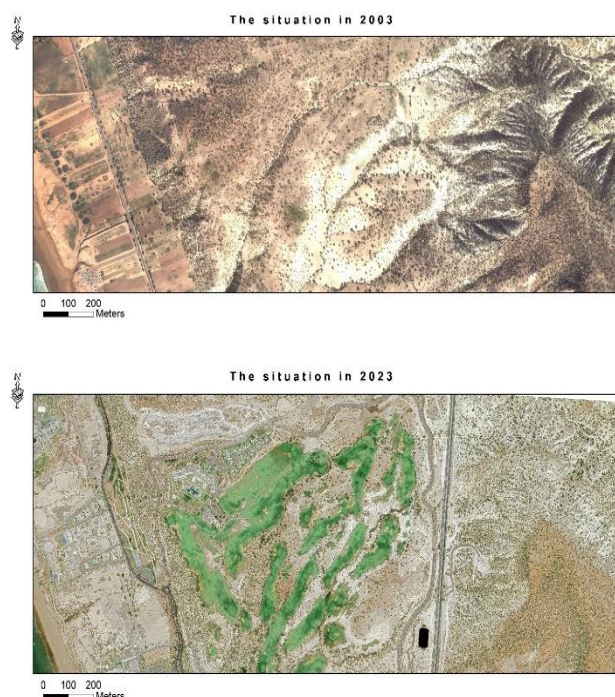 The situation in 2003
N
0 100 200
Meters
The situation in 2023
N
0 100 200
Meters